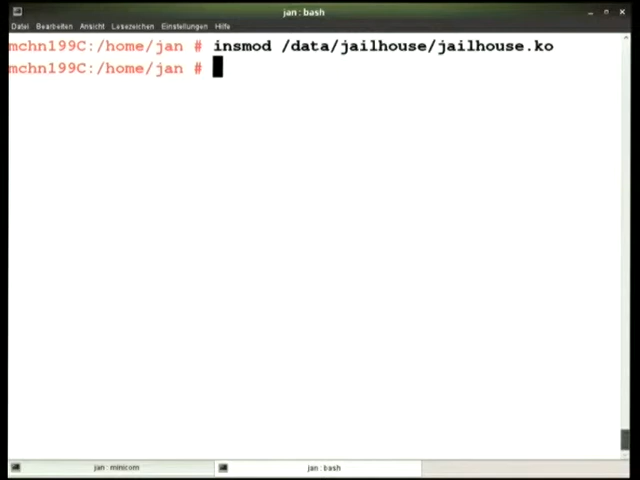 jan : bash
Datei Bearbeiten Ansicht Lesezeichen Einstellungen Hilfe
mchn199C:/home/jan # insmod /data/jailhouse/jailhouse.ko
mchn199C:/home/jan #
jan : minicom
jan : bash